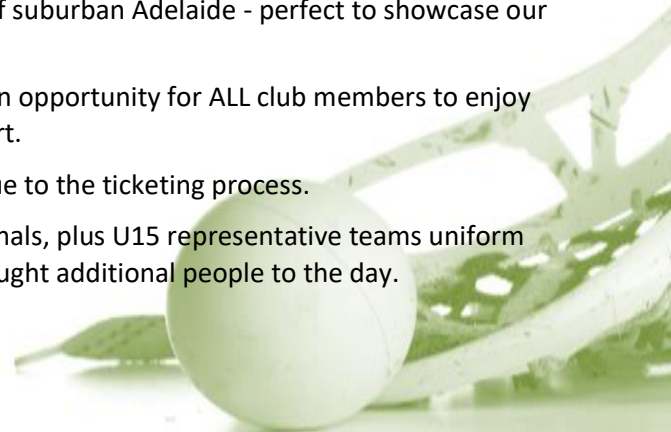 f suburban Adelaide - perfect to showcase our
n opportunity for ALL club members to enjoy
rt.
ue to the ticketing process.
nals, plus U15 representative teams uniform
ught additional people to the day.